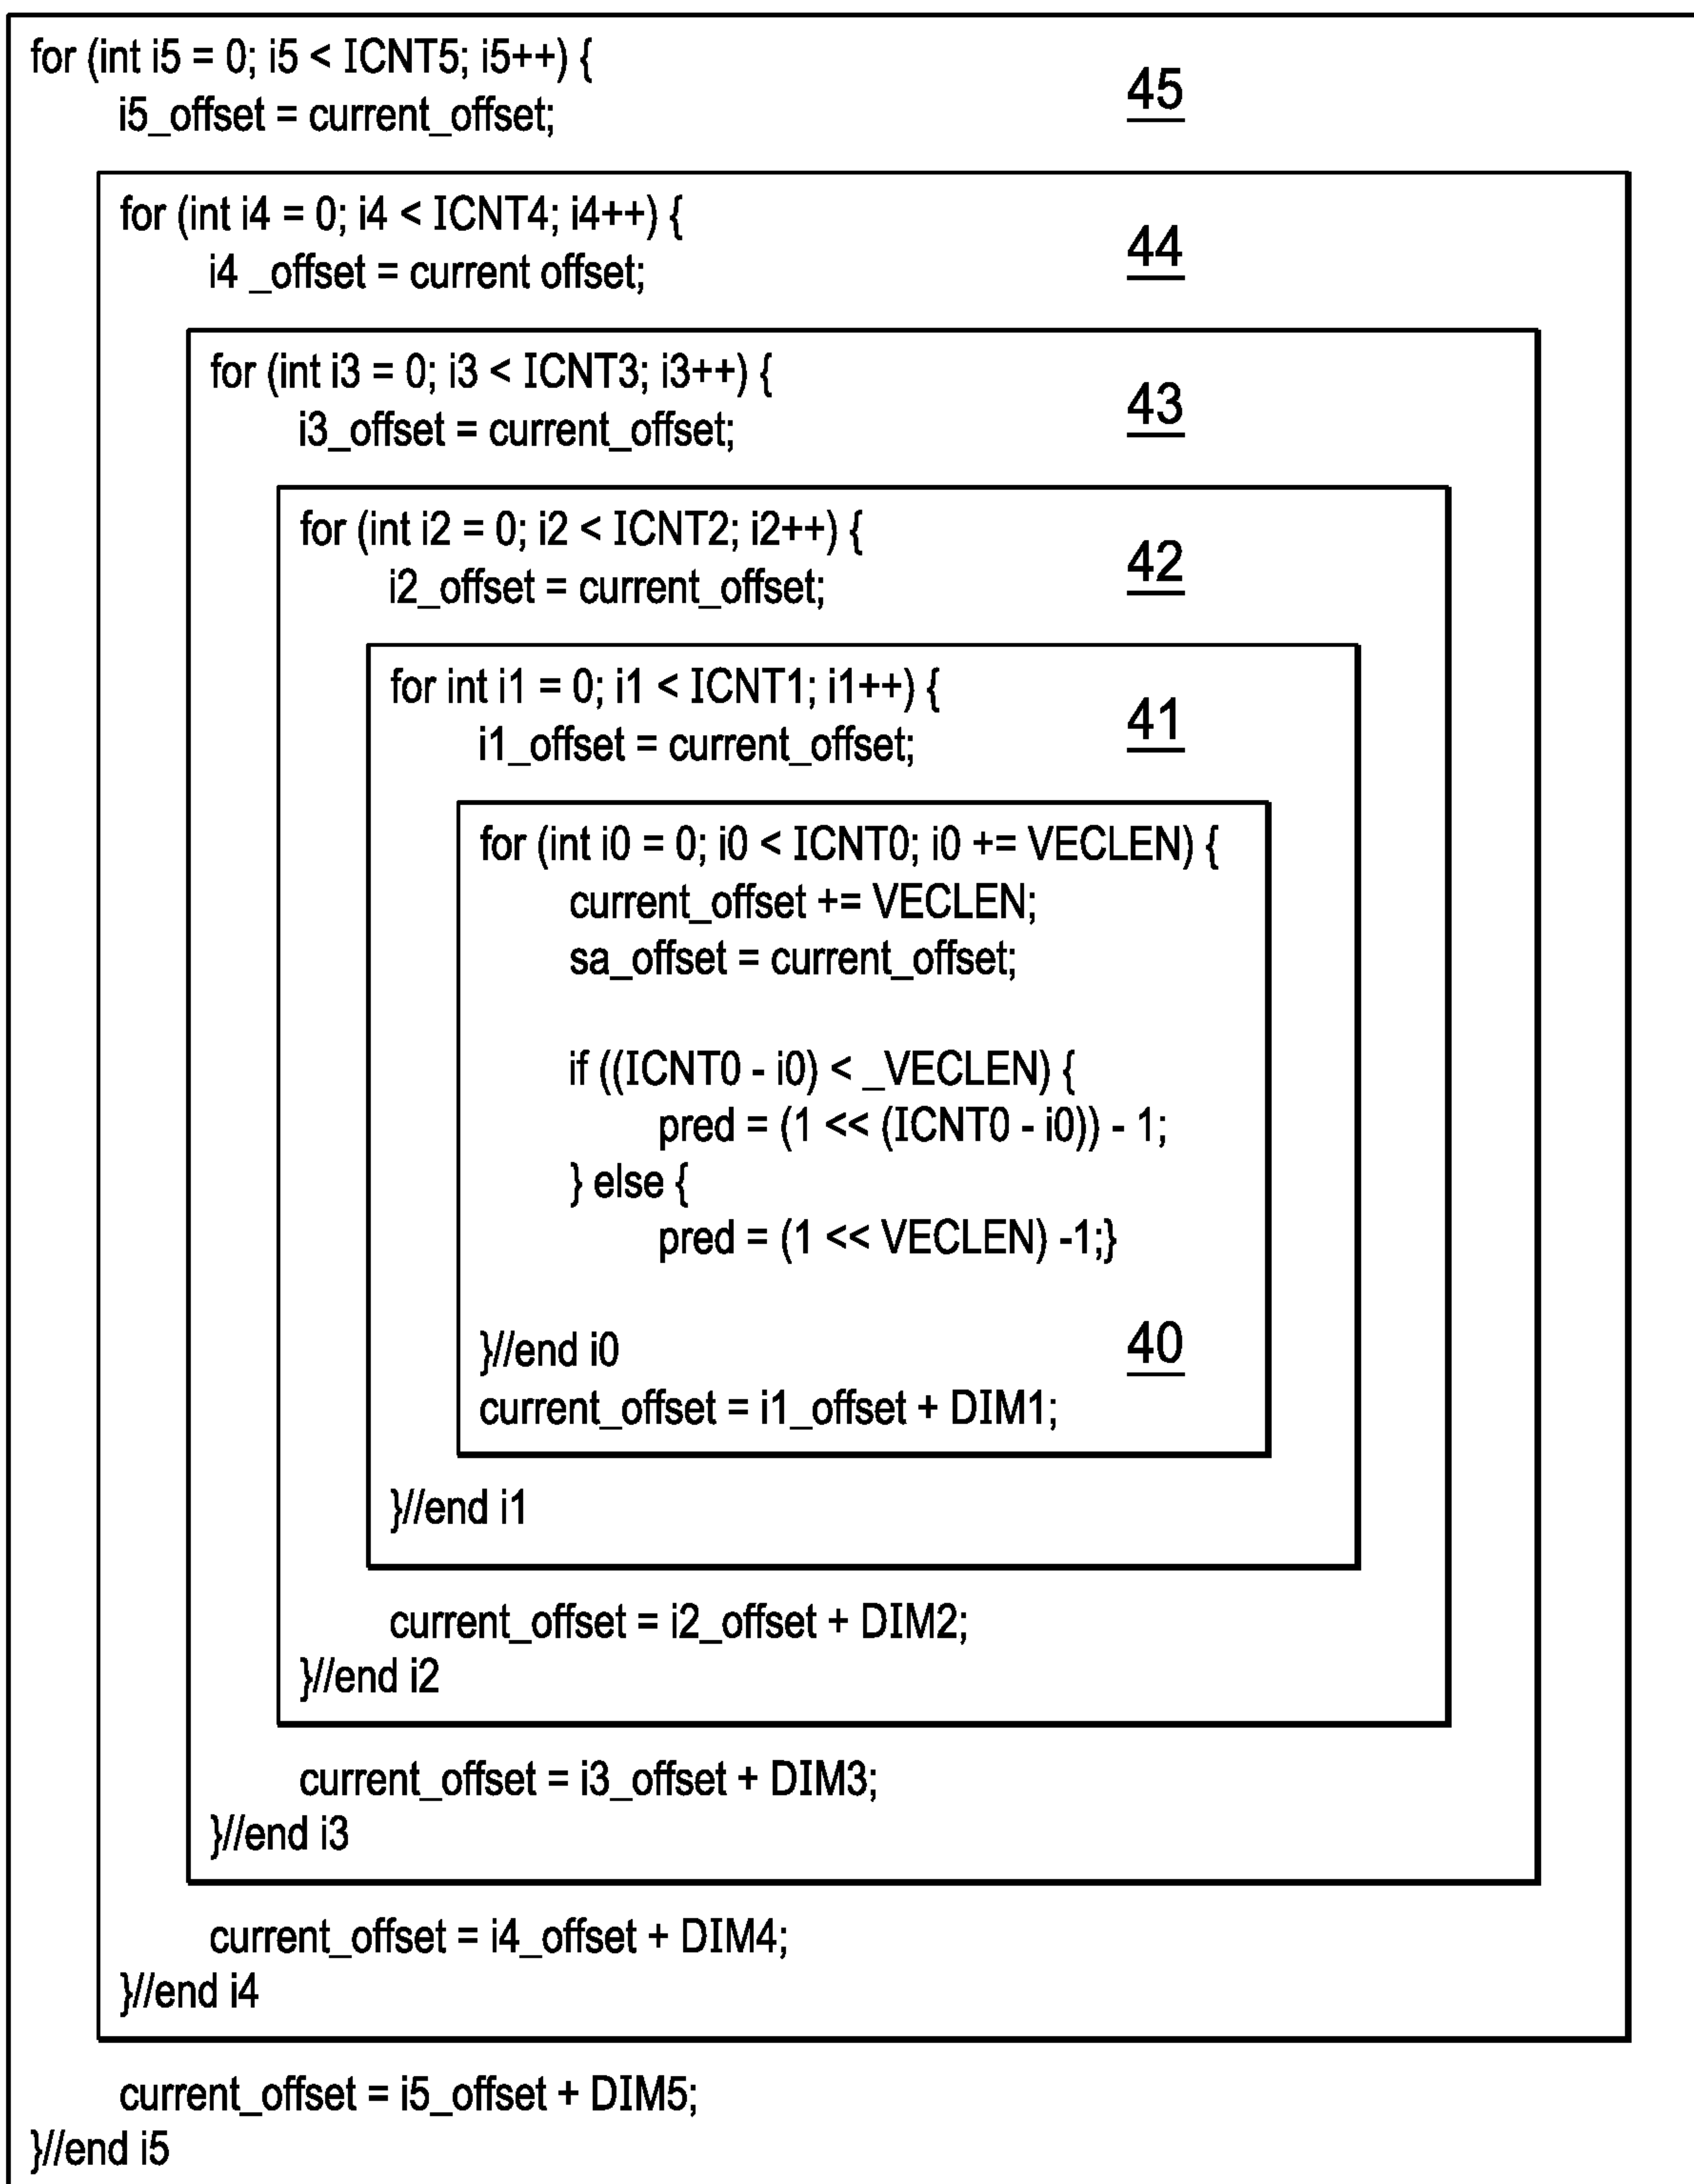 for (int i5 = 0; i5 < ICNT5; i5++) {
45
i5_offset = current_offset;
for (int i4 = 0; i4 < ICNT4; i4++) {
44
i4 _offset = current offset;
for (int i3 = 0; i3 < ICNT3; i3++) {
43
i3_offset = current_offset;
for (int i2 = 0; i2 < ICNT2; i2++) {
42
i2_offset = current_offset;
for int i1 = 0; i1 < ICNT1; i1++) {
41
i1_offset = current_offset;
for (int i0 = 0; i0 < ICNT0; i0 += VECLEN) {
current_offset += VECLEN;
sa_offset = current_offset;
if ((ICNT0 - i0) < _VECLEN) {
pred = (1 << (ICNT0 - i0)) - 1;
} else {
pred = (1 << VECLEN) -1;}
}//end i0
40
current_offset = i1_offset + DIM1;
}//end i1
current_offset = i2_offset + DIM2;
}//end i2
current_offset = i3_offset + DIM3;
}//end i3
current_offset = i4_offset + DIM4;
}//end i4
current_offset = i5_offset + DIM5;
}//end i5